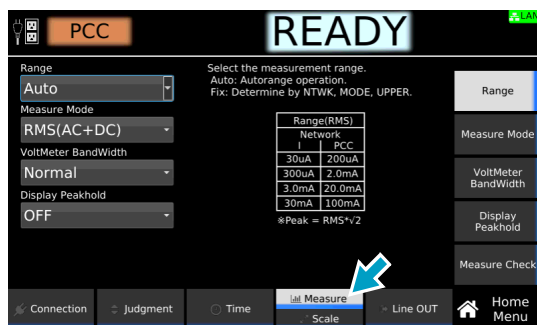 PCC
READY
LAN
Range
Auto
Measure Mode
RMS(AC+DC)
VoltMeter BandWidth
Normal
Display Peakhold
OFF
Select the measurement range.
Auto: Autorange operation.
Fix: Determine by NTWK, MODE, UPPER.
Range(RMS)
Network
I PCC
30uA 200uA
300uA 2.0mA
3.0mA 20.0mA
30mA 100mA
※Peak = RMS*√2
Range
Measure Mode
VoltMeter
BandWidth
Display
Peakhold
Measure Check
Connection
Judgment
Time
Measure
Scale
Line OUT
Home
Menu